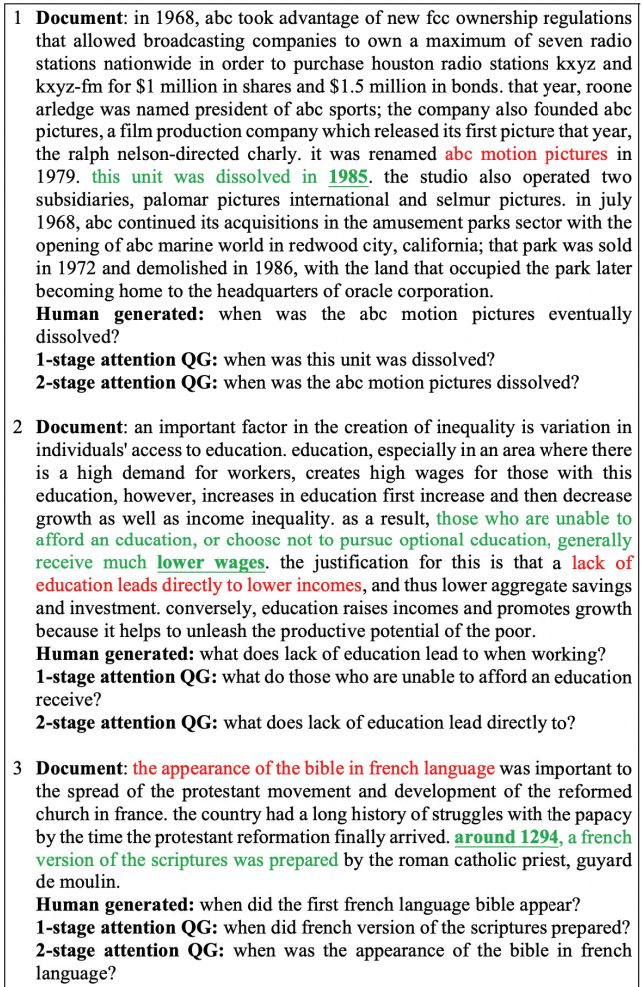 1 Document: in 1968, abc took advantage of new fcc ownership regulations
that allowed broadcasting companies to own a maximum of seven radio
stations nationwide in order to purchase houston radio stations kxyz and
kxyz-fm for $1 million in shares and $1.5 million in bonds. that year, roone
arledge was named president of abc sports; the company also founded abc
pictures, a film production company which released its first picture that year,
the ralph nelson-directed charly. it was renamed abc motion pictures in
1979. this unit was dissolved in 1985. the studio also operated two
subsidiaries, palomar pictures international and selmur pictures. in july
1968, abc continued its acquisitions in the amusement parks sector with the
opening of abc marine world in redwood city, california; that park was sold
in 1972 and demolished in 1986, with the land that occupied the park later
becoming home to the headquarters of oracle corporation.
Human generated: when was the abc motion pictures eventually
dissolved?
1-stage attention QG: when was this unit was dissolved?
2-stage attention QG: when was the abc motion pictures dissolved?
2 Document: an important factor in the creation of inequality is variation in
individuals' access to education. education, especially in an area where there
is a high demand for workers, creates high wages for those with this
education, however, increases in education first increase and then decrease
growth as well as income inequality. as a result, those who are unable to
afford an education, or choose not to pursue optional education, generally
receive much lower wages. the justification for this is that a lack of
education leads directly to lower incomes, and thus lower aggregate savings
and investment. conversely, education raises incomes and promotes growth
because it helps to unleash the productive potential of the poor.
Human generated: what does lack of education lead to when working?
1-stage attention QG: what do those who are unable to afford an education
receive?
2-stage attention QG: what does lack of education lead directly to?
3 Document: the appearance of the bible in french language was important to
the spread of the protestant movement and development of the reformed
church in france. the country had a long history of struggles with the papacy
by the time the protestant reformation finally arrived. around 1294, a french
version of the scriptures was prepared by the roman catholic priest, guyard
de moulin.
Human generated: when did the first french language bible appear?
1-stage attention QG: when did french version of the scriptures prepared?
2-stage attention QG: when was the appearance of the bible in french
language?